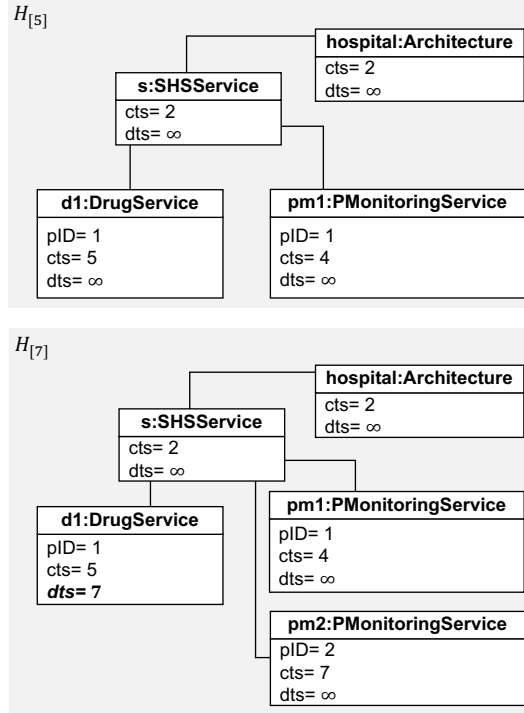 H[5]
hospital:Architecture
cts= 2
dts= ∞
s:SHSService
cts= 2
dts= ∞
d1:DrugService
pID= 1
cts= 5
dts= ∞
pm1:PMonitoringService
pID= 1
cts= 4
dts= ∞
H[7]
hospital:Architecture
cts= 2
dts= ∞
s:SHSService
cts= 2
dts= ∞
d1:DrugService
pID= 1
cts= 5
dts= 7
pm1:PMonitoringService
pID= 1
cts= 4
dts= ∞
pm2:PMonitoringService
pID= 2
cts= 7
dts= ∞